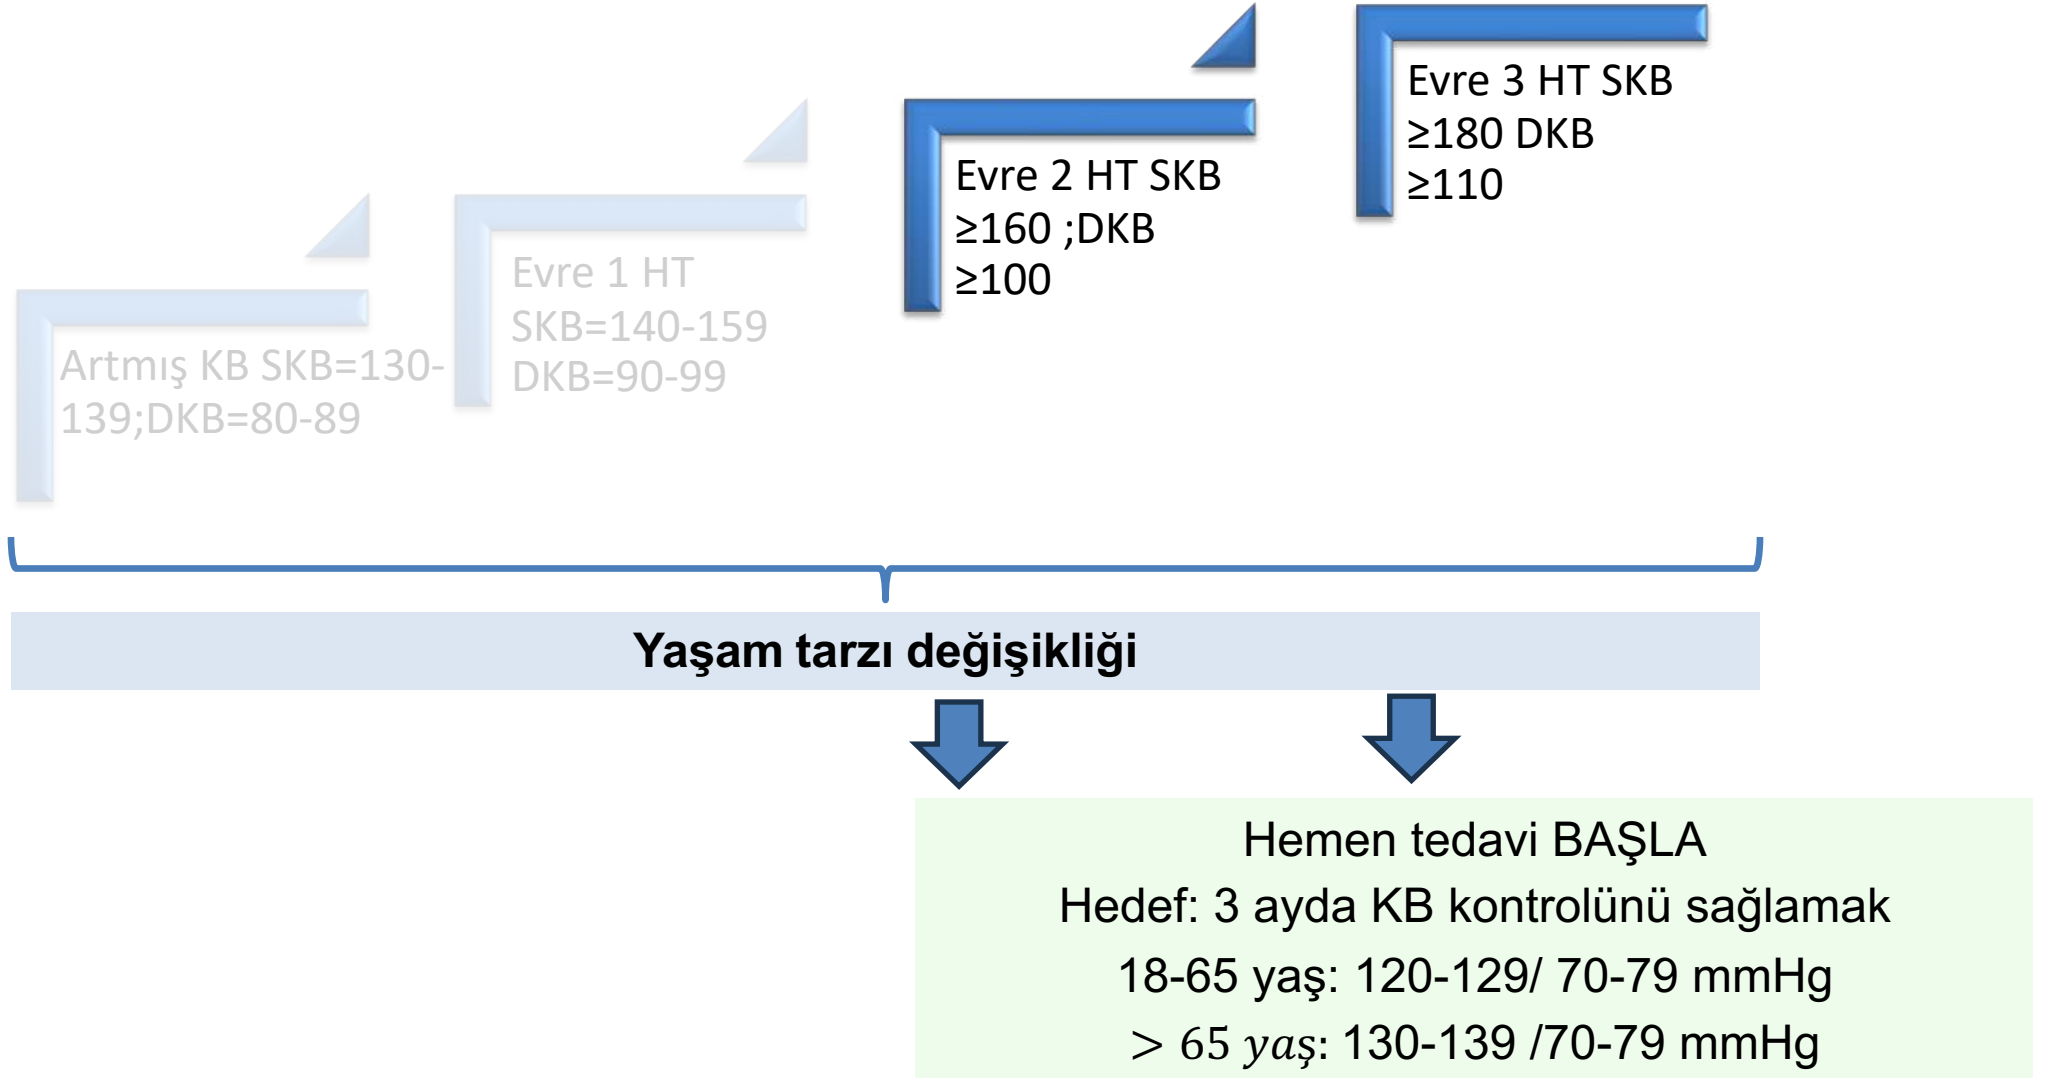 Artmış KB SKB=130-
139;DKB=80-89
Evre 1 HT
SKB=140-159
DKB=90-99
Evre 2 HT SKB
≥160 ;DKB
≥100
Evre 3 HT SKB
≥180 DKB
≥110
Yaşam tarzı değişikliği
Hemen tedavi BAŞLA
Hedef: 3 ayda KB kontrolünü sağlamak
18-65 yaş: 120-129/ 70-79 mmHg
> 65 yaş: 130-139 /70-79 mmHg